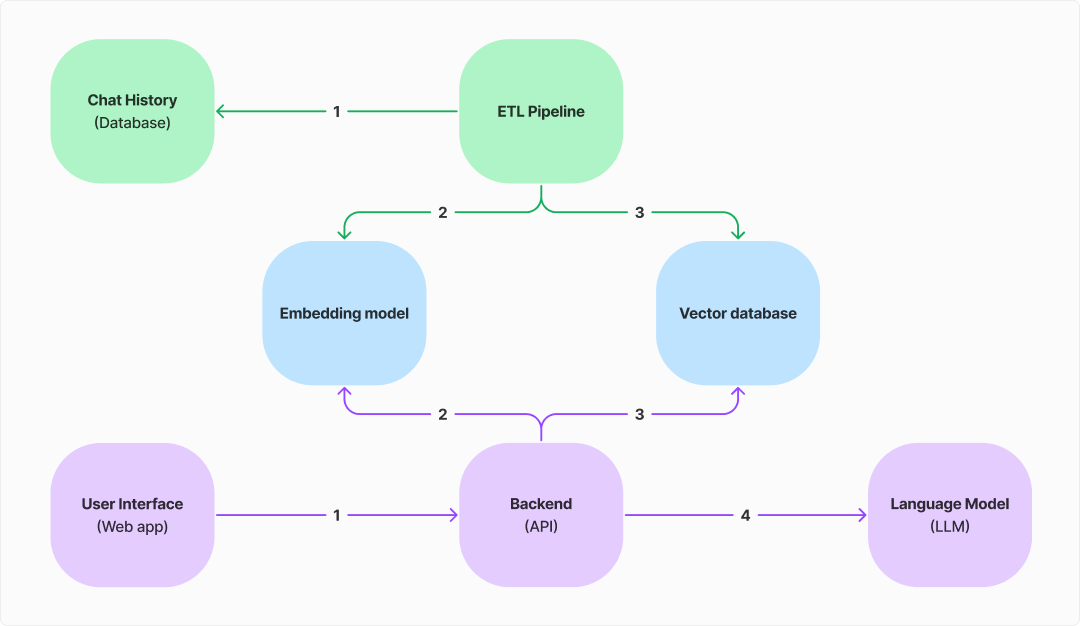 Chat History
(Database)
1
ETL Pipeline
2
3
Embedding model
Vector database
2
3
User Interface
(Web app)
1
Backend
(API)
4
Language Model
(LLM)